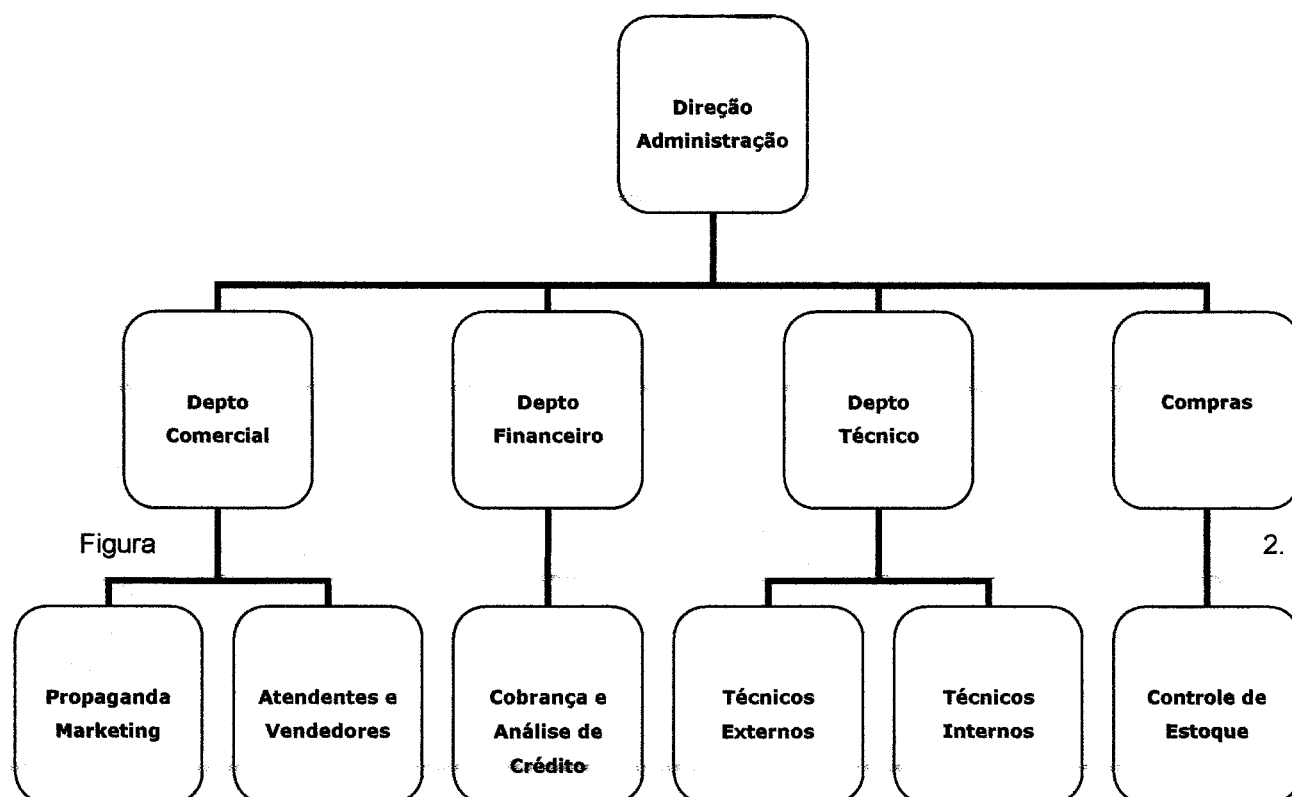 Direção
Administração
Depto
Comercial
Depto
Financeiro
Depto
Técnico
Compras
Figura
2.
Propaganda
Marketing
Atendentes e
Vendedores
Cobrança e
Análise de
Crédito
Técnicos
Externos
Técnicos
Internos
Controle de
Estoque